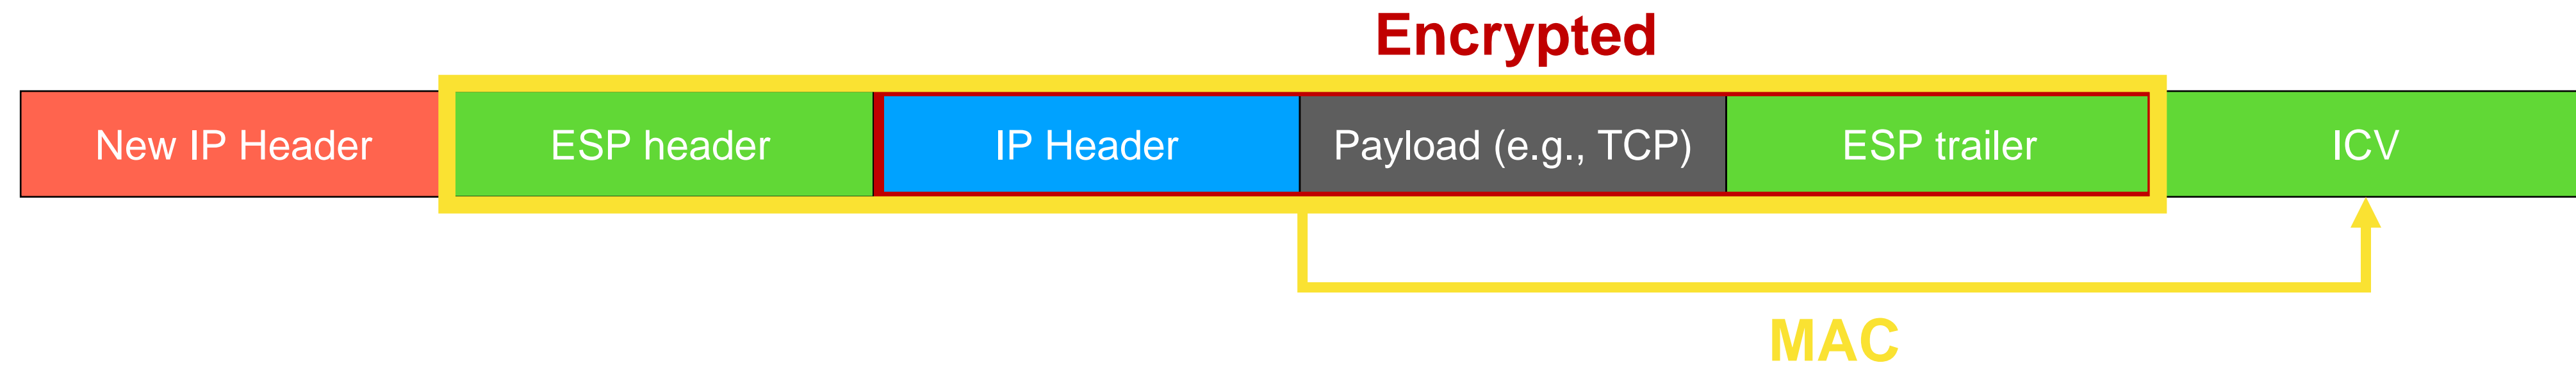 Encrypted
New IP Header
ESP header
IP Header
Payload (e.g., TCP)
ESP trailer
ICV
MAC